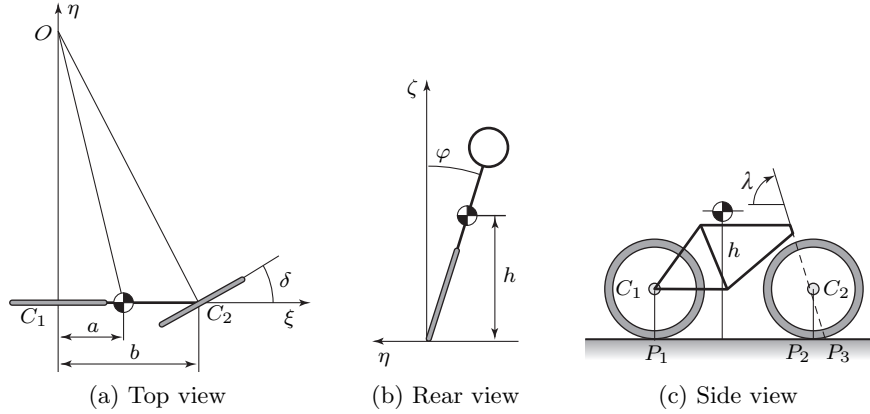 η
O
δ
C₁
C₂
ξ
a
b
(a) Top view
ζ
φ
h
η
(b) Rear view
λ
h
C₁
C₂
P₁
P₂
P₃
(c) Side view